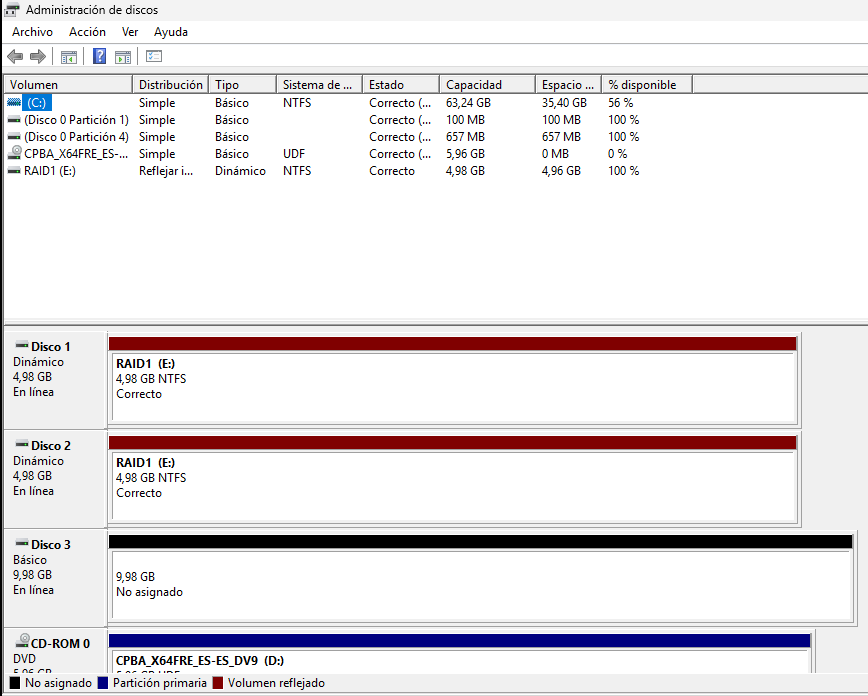 Administración de discos
Archivo Acción Ver Ayuda
Volumen Distribución Tipo Sistema de ... Estado Capacidad Espacio ... % disponible
(C:) Simple Básico NTFS Correcto (... 63,24 GB 35,40 GB 56 %
(Disco 0 Partición 1) Simple Básico Correcto (... 100 MB 100 MB 100 %
(Disco 0 Partición 4) Simple Básico Correcto (... 657 MB 657 MB 100 %
CPBA_X64FRE_ES-... Simple Básico UDF Correcto (... 5,96 GB 0 MB 0 %
RAID1 (E:) Reflejar i... Dinámico NTFS Correcto 4,98 GB 4,96 GB 100 %
Disco 1
Dinámico
4,98 GB
En línea
RAID1 (E:)
4,98 GB NTFS
Correcto
Disco 2
Dinámico
4,98 GB
En línea
RAID1 (E:)
4,98 GB NTFS
Correcto
Disco 3
Básico
9,98 GB
En línea
9,98 GB
No asignado
CD-ROM 0
DVD
CPBA_X64FRE_ES-ES_DV9 (D:)
No asignado Partición primaria Volumen reflejado